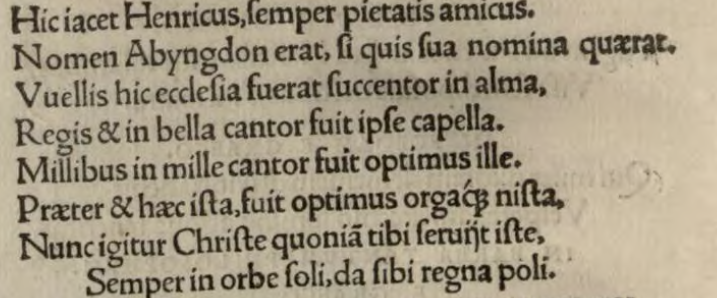 Hic iacet Henricus,ſemper pietatis amicus.
Nomen Abyngdon erat, ſi quis ſua nomina quærat.
Vuellis hic eccleſia fuerat ſuccentor in alma,
Regis & in bella cantor fuit ipſe capella.
Millibus in mille cantor fuit optimus ille.
Præter & hæc iſta,fuit optimus orgaq́ꝫ niſta,
Nunc igitur Chriſte quoniã tibi ſeruijt iſte,
Semper in orbe ſoli,da ſibi regna poli.